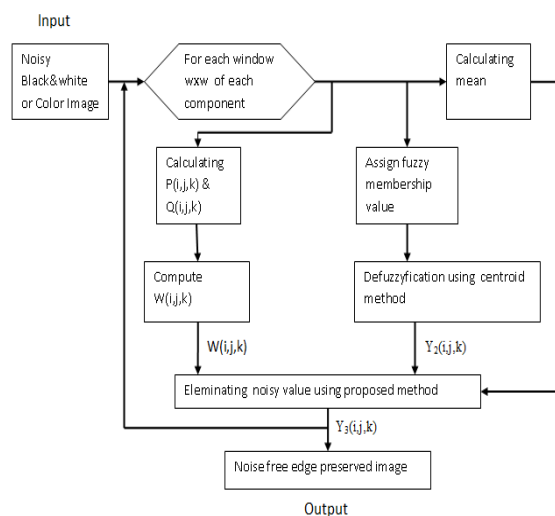 Input
Noisy
Black&white
or Color Image
For each window
wxw of each
component
Calculating
mean
Calculating
P(i,j,k) &
Q(i,j,k)
Assign fuzzy
membership
value
Compute
W(i,j,k)
Defuzzyfication using centroid
method
W(i,j,k)
Y₂(i,j,k)
Eleminating noisy value using proposed method
Y₃(i,j,k)
Noise free edge preserved image
Output